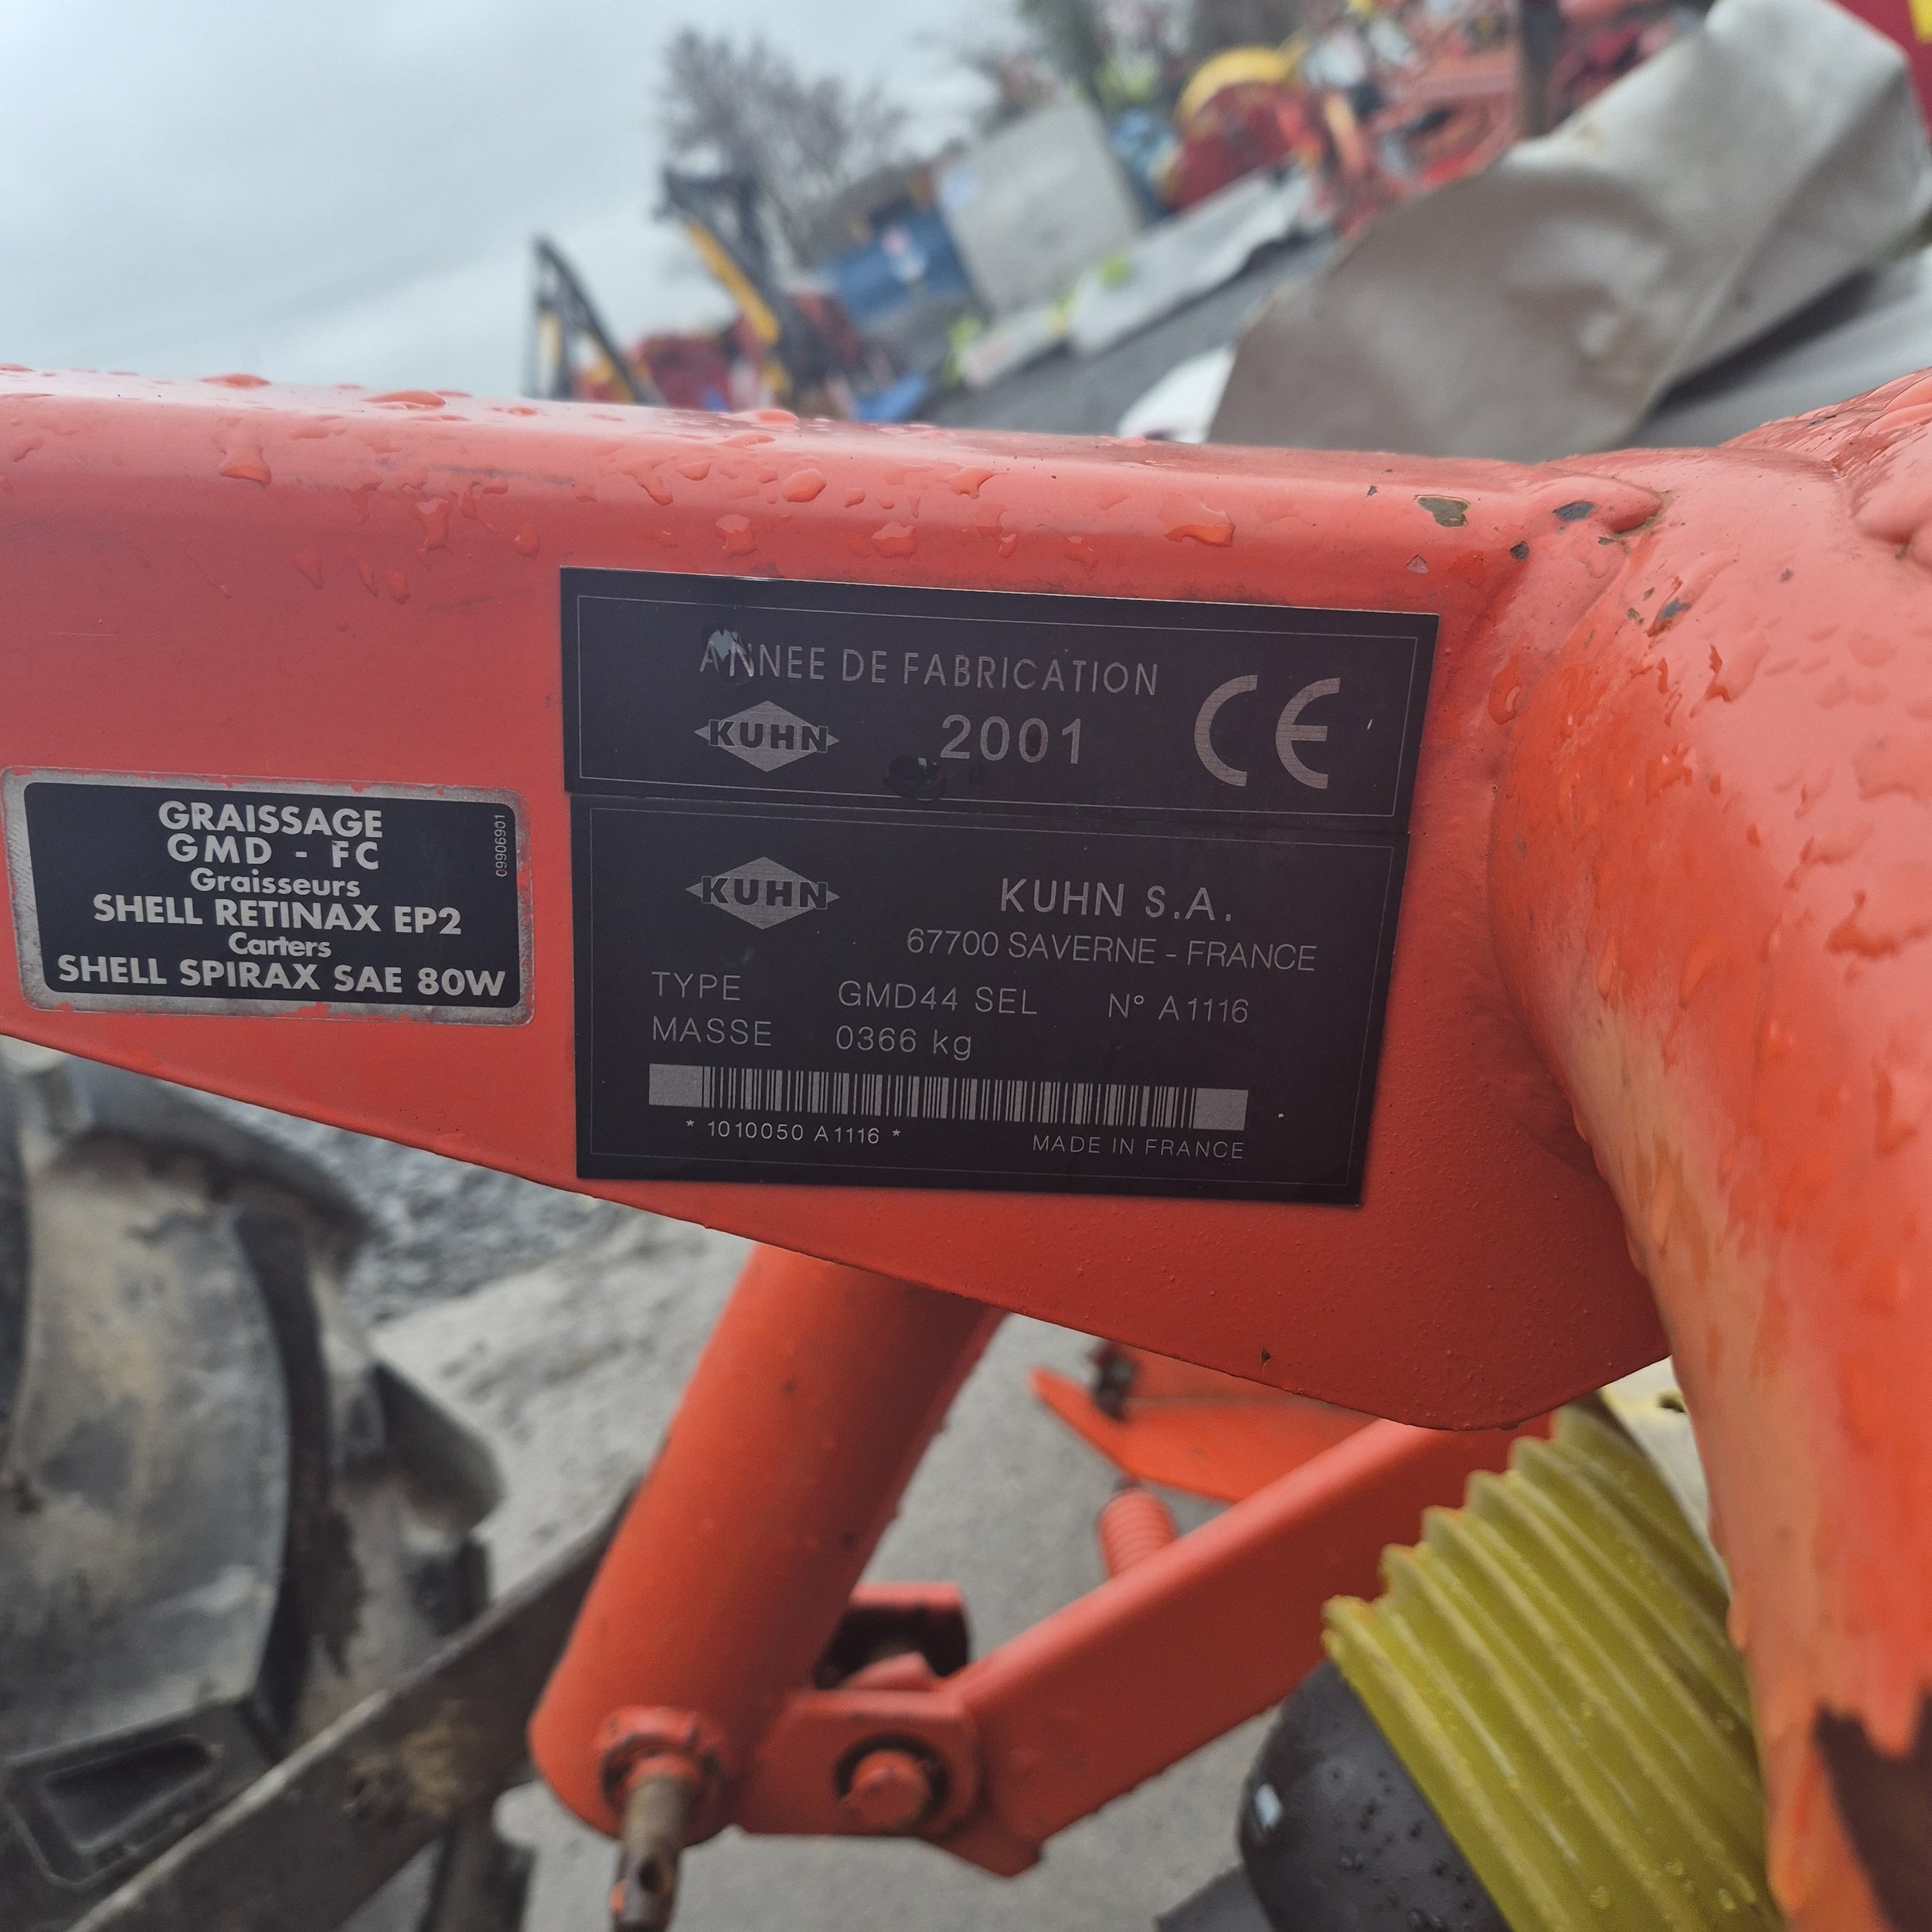 ANNEE DE FABRICATION
KUHN 2001 CE
GRAISSAGE
GMD - FC
Graisseurs
SHELL RETINAX EP2
Carters
SHELL SPIRAX SAE 80W
09906901
KUHN KUHN S.A.
67700 SAVERNE - FRANCE
TYPE GMD44 SEL N° A1116
MASSE 0366 kg
* 1010050 A1116 * MADE IN FRANCE